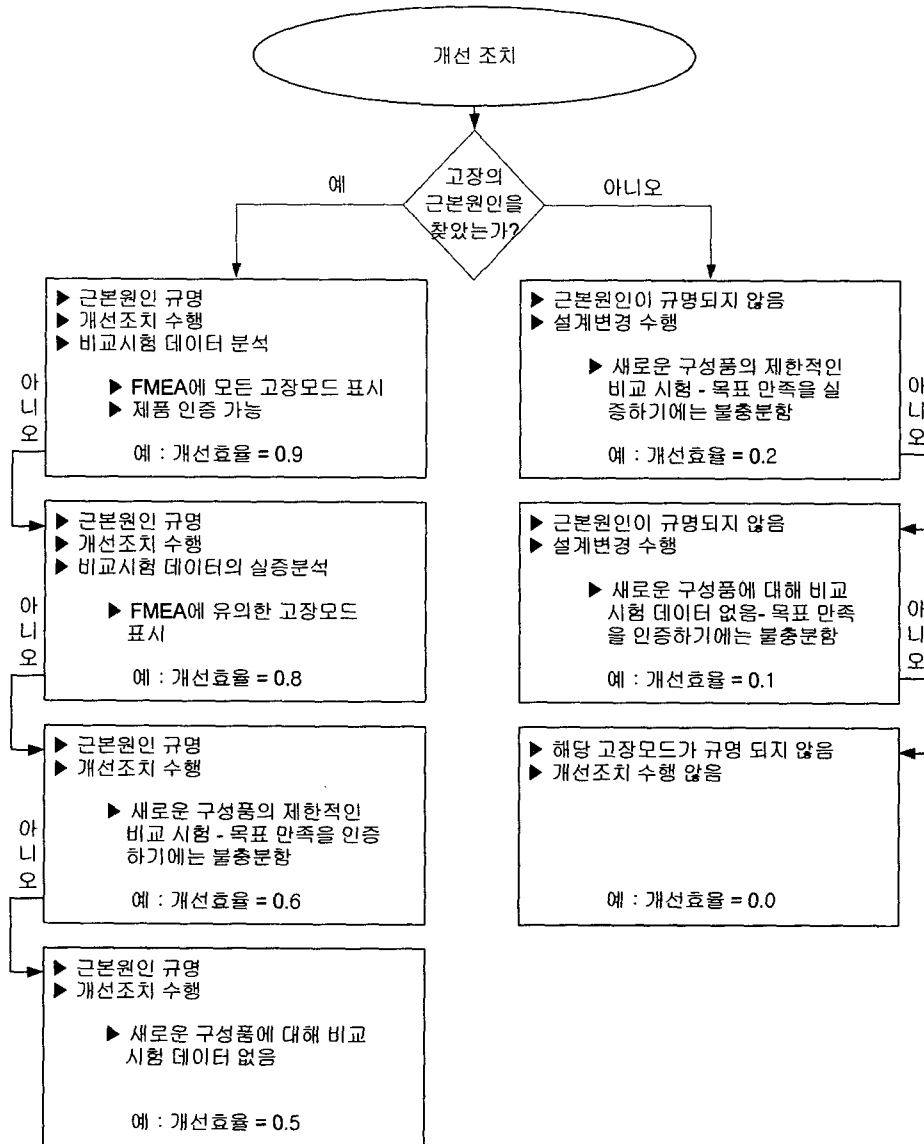 개선 조치
고장의
근본원인을
찾았는가?
예
아니오
▶ 근본원인 규명
▶ 개선조치 수행
▶ 비교시험 데이터 분석
▶ FMEA에 모든 고장모드 표시
▶ 제품 인증 가능
예 : 개선효율 = 0.9
아
니
오
▶ 근본원인 규명
▶ 개선조치 수행
▶ 비교시험 데이터의 실증분석
▶ FMEA에 유의한 고장모드
표시
예 : 개선효율 = 0.8
아
니
오
▶ 근본원인 규명
▶ 개선조치 수행
▶ 새로운 구성품의 제한적인
비교 시험 - 목표 만족을 인증
하기에는 불충분함
예 : 개선효율 = 0.6
아
니
오
▶ 근본원인 규명
▶ 개선조치 수행
▶ 새로운 구성품에 대해 비교
시험 데이터 없음
예 : 개선효율 = 0.5
▶ 근본원인이 규명되지 않음
▶ 설계변경 수행
▶ 새로운 구성품의 제한적인
비교 시험 - 목표 만족을 실
증하기에는 불충분함
예 : 개선효율 = 0.2
아
니
오
▶ 근본원인이 규명되지 않음
▶ 설계변경 수행
▶ 새로운 구성품에 대해 비교
시험 데이터 없음- 목표 만족
을 인증하기에는 불충분함
예 : 개선효율 = 0.1
아
니
오
▶ 해당 고장모드가 규명 되지 않음
▶ 개선조치 수행 않음
예 : 개선효율 = 0.0